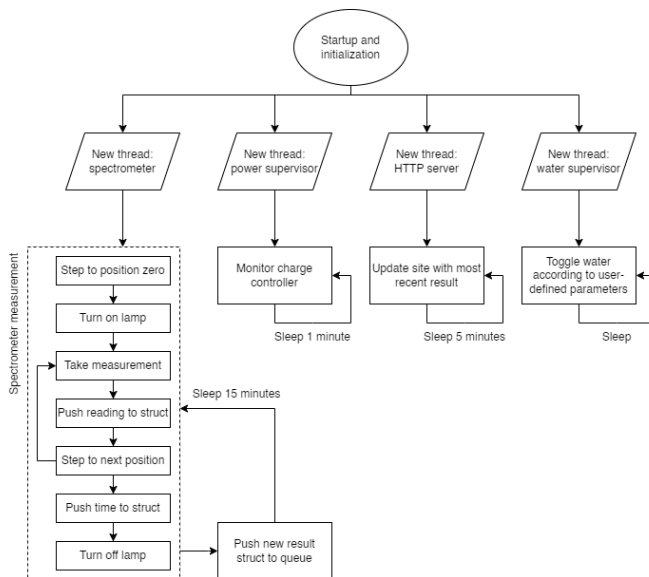 Startup and
initialization
New thread:
spectrometer
New thread:
power supervisor
New thread:
HTTP server
New thread:
water supervisor
Spectrometer measurement
Step to position zero
Turn on lamp
Take measurement
Push reading to struct
Step to next position
Push time to struct
Turn off lamp
Monitor charge
controller
Sleep 1 minute
Update site with most
recent result
Sleep 5 minutes
Toggle water
according to user-
defined parameters
Sleep
Sleep 15 minutes
Push new result
struct to queue